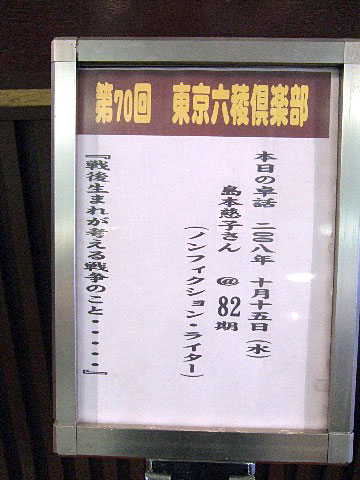 第70回　東京六稜倶楽部
本日の卓話　二〇〇八年　十月十五日（水）
島本慈子さん　@82期
（ノンフィクション・ライター）
『戦後生まれが考える戦争のこと・・・・・』